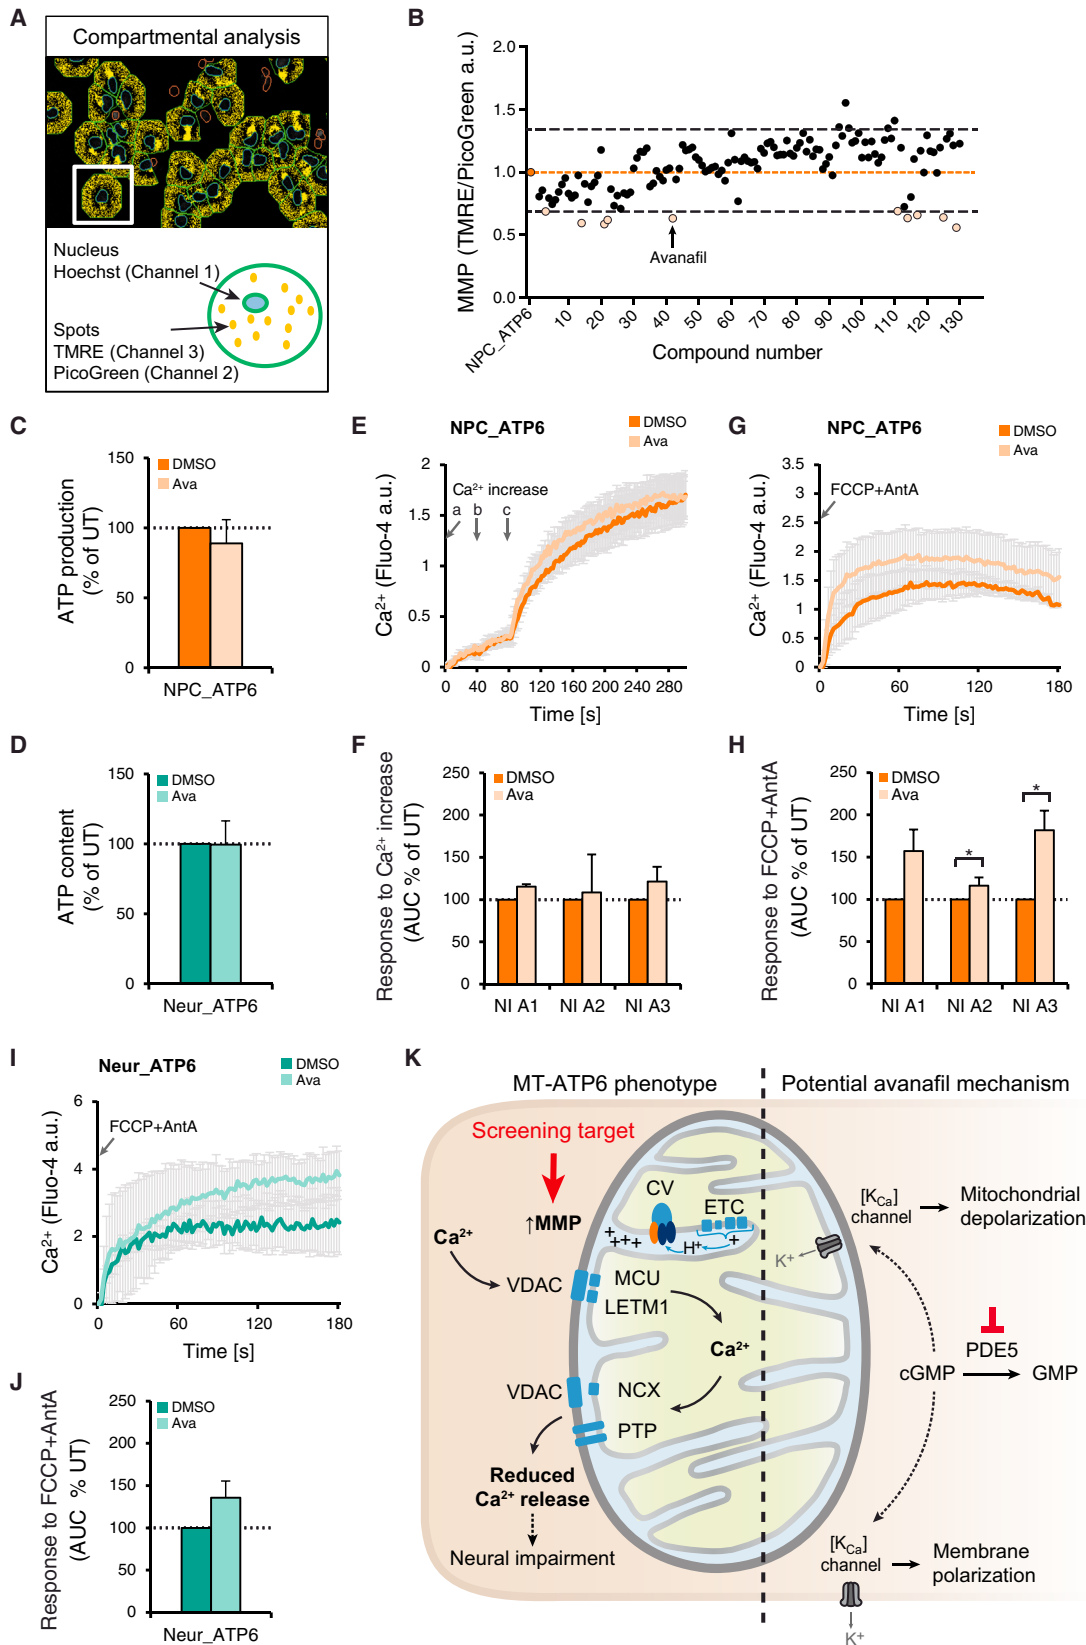 A
Compartmental analysis
Nucleus
Hoechst (Channel 1)
Spots
TMRE (Channel 3)
PicoGreen (Channel 2)
B
MMP (TMRE/PicoGreen a.u.)
2.0
1.5
1.0
0.5
0.0
Avanafil
NPC_ATP6
10
20
30
40
50
60
70
80
90
100
110
120
130
Compound number
C
ATP production
(% of UT)
150
100
50
0
DMSO
Ava
NPC_ATP6
D
ATP content
(% of UT)
150
100
50
0
DMSO
Ava
Neur_ATP6
E
NPC_ATP6
DMSO
Ava
Ca²⁺ (Fluo-4 a.u.)
2
1.5
1
0.5
0
Ca²⁺ increase
a b c
0 40 80 120 160 200 240 280
Time [s]
F
Response to Ca²⁺ increase
(AUC % of UT)
250
200
150
100
50
0
DMSO
Ava
NI A1 NI A2 NI A3
G
NPC_ATP6
DMSO
Ava
Ca²⁺ (Fluo-4 a.u.)
3.5
3
2.5
2
1.5
1
0.5
0
FCCP+AntA
0 60 120 180
Time [s]
H
Response to FCCP+AntA
(AUC % of UT)
250
200
150
100
50
0
DMSO
Ava
*
*
NI A1 NI A2 NI A3
I
Neur_ATP6
DMSO
Ava
Ca²⁺ (Fluo-4 a.u.)
6
4
2
0
FCCP+AntA
0 60 120 180
Time [s]
J
Response to FCCP+AntA
(AUC % UT)
250
200
150
100
50
0
DMSO
Ava
Neur_ATP6
K
MT-ATP6 phenotype
Potential avanafil mechanism
Screening target
↑MMP
Ca²⁺
VDAC
MCU
LETM1
CV
ETC
+++
+
H⁺
+
Ca²⁺
VDAC
NCX
PTP
Reduced
Ca²⁺ release
Neural impairment
[K_Ca]
channel
Mitochondrial
depolarization
K⁺
PDE5
cGMP
GMP
[K_Ca]
channel
Membrane
polarization
K⁺